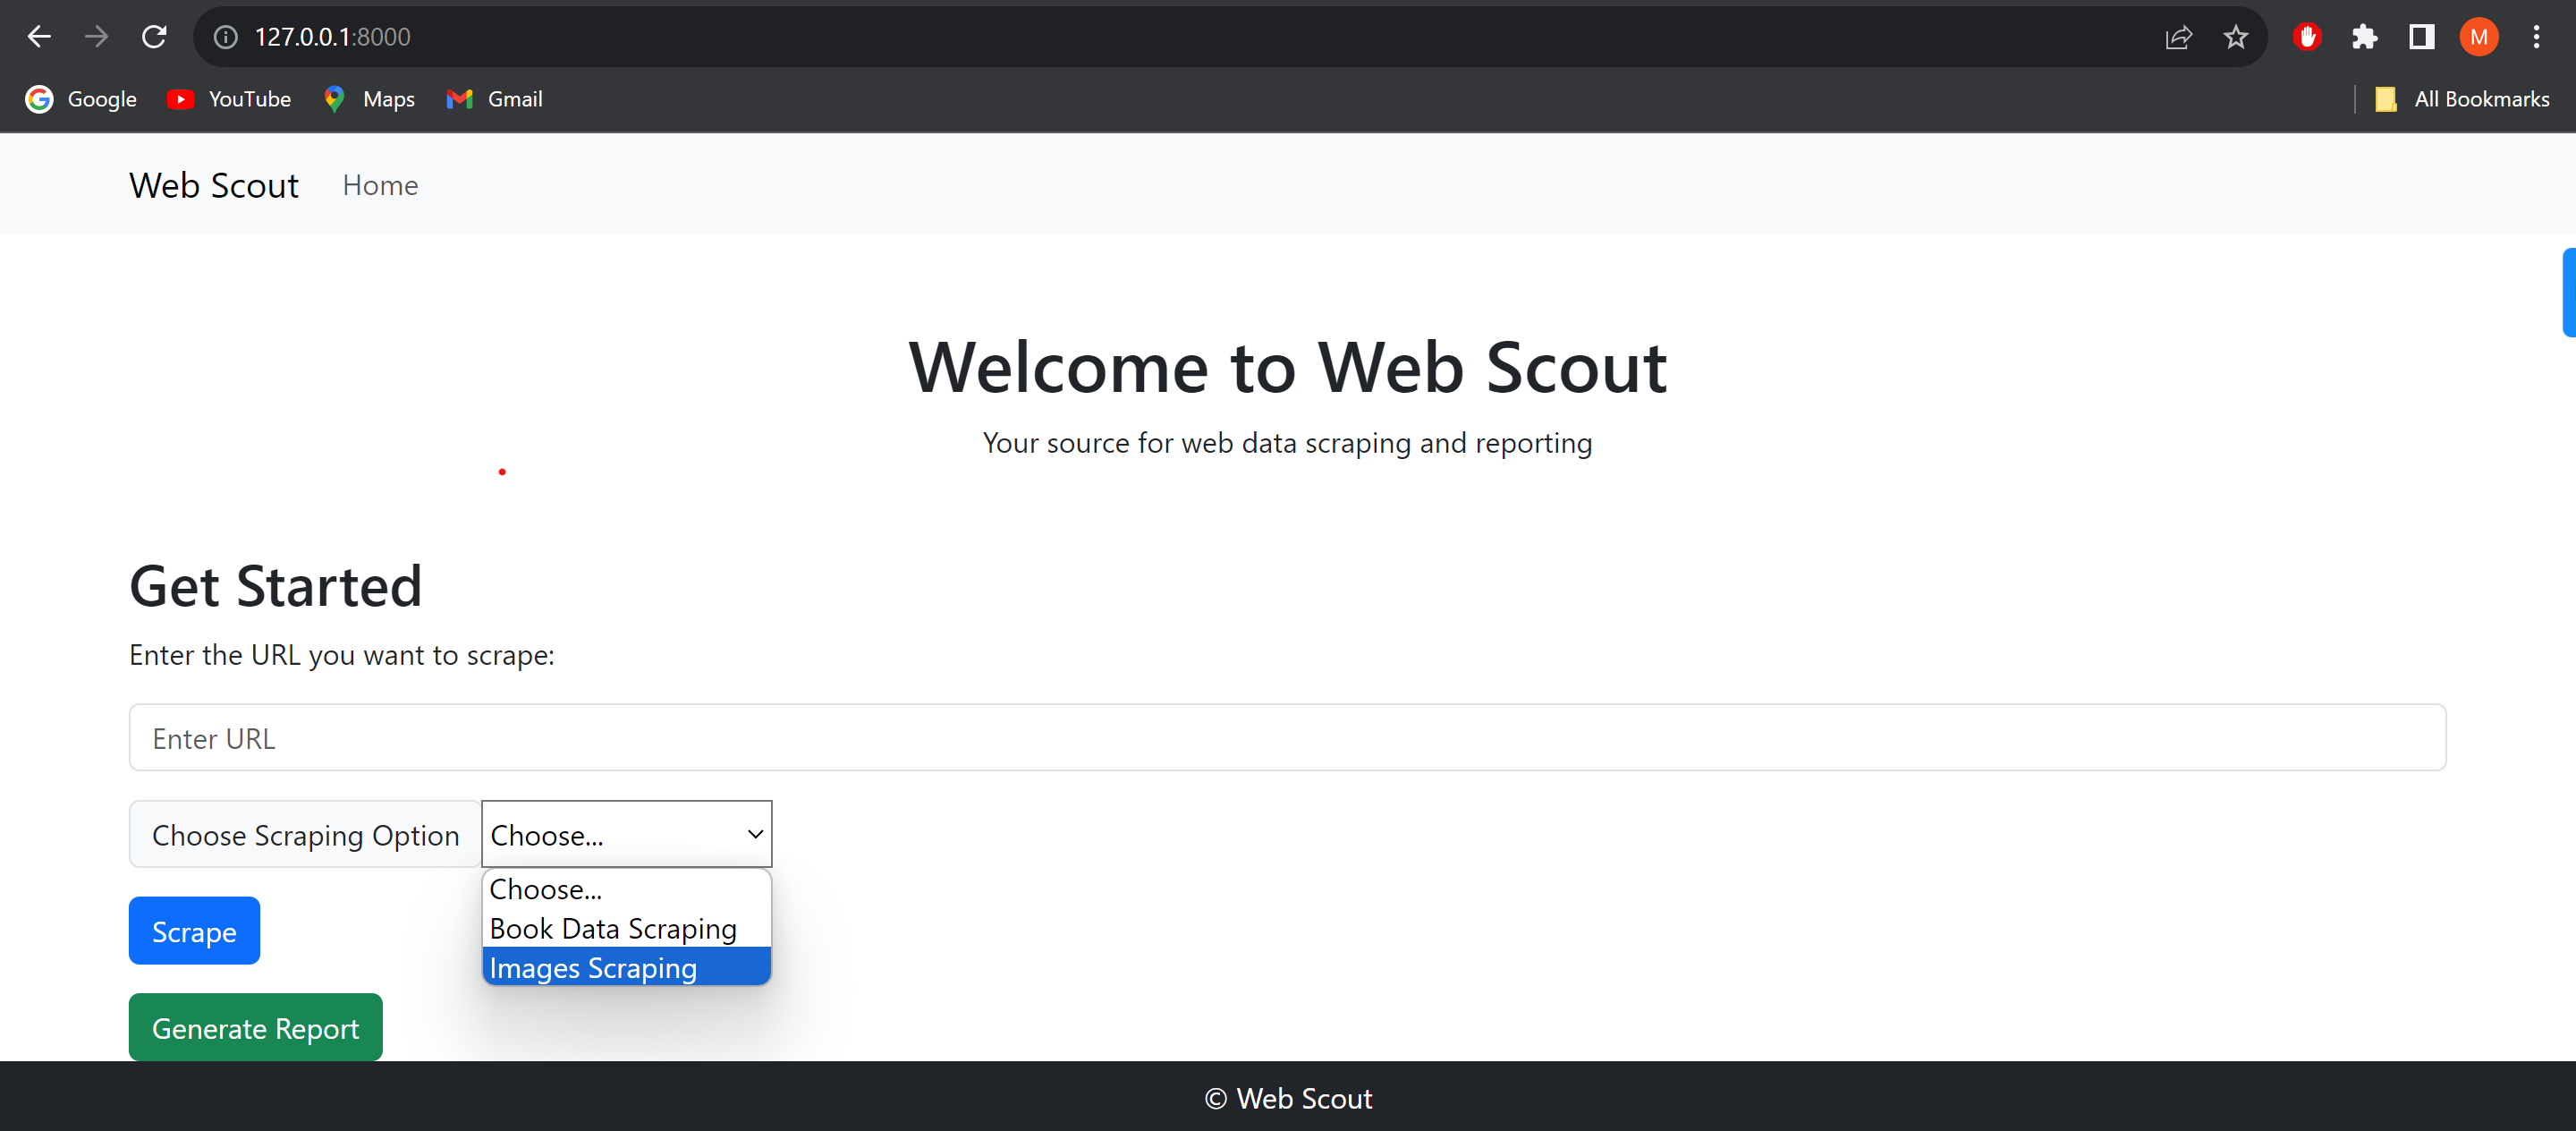 127.0.0.1:8000
M
Google YouTube Maps Gmail All Bookmarks
Web Scout Home
Welcome to Web Scout
Your source for web data scraping and reporting
Get Started
Enter the URL you want to scrape:
Enter URL
Choose Scraping Option Choose...
Choose...
Book Data Scraping
Images Scraping
Scrape
Generate Report
© Web Scout